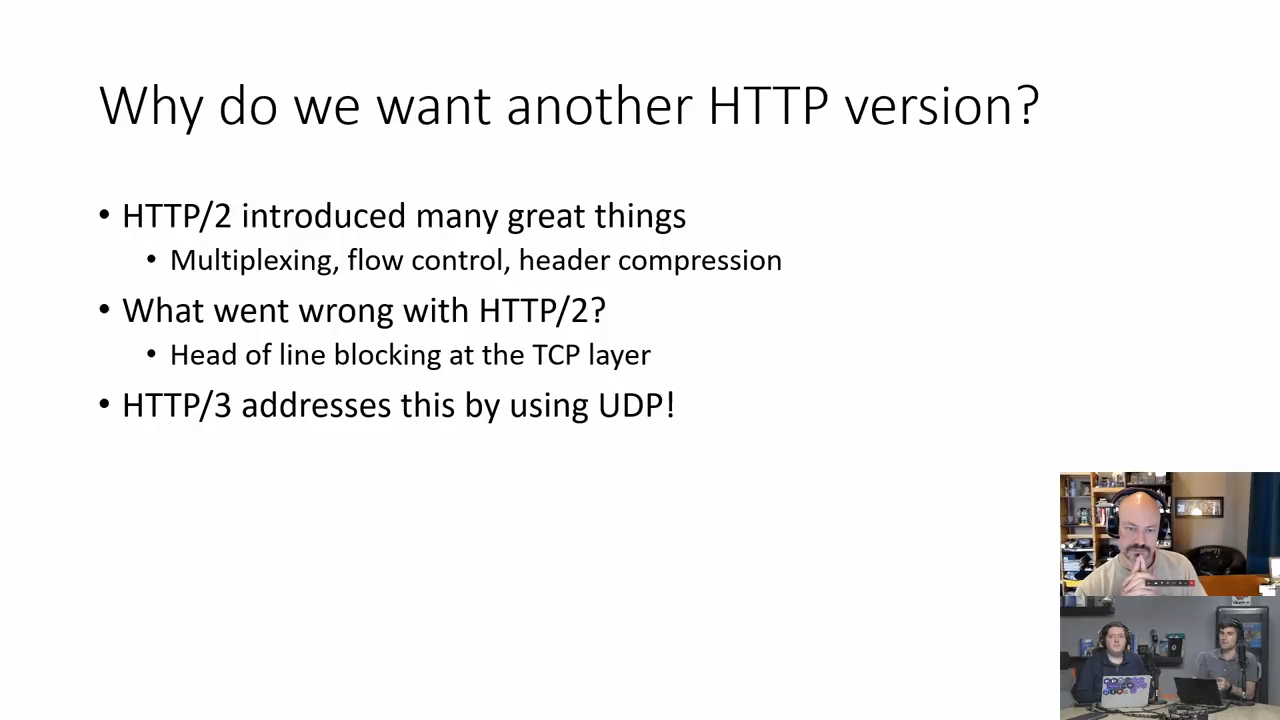 Why do we want another HTTP version?
• HTTP/2 introduced many great things
• Multiplexing, flow control, header compression
• What went wrong with HTTP/2?
• Head of line blocking at the TCP layer
• HTTP/3 addresses this by using UDP!